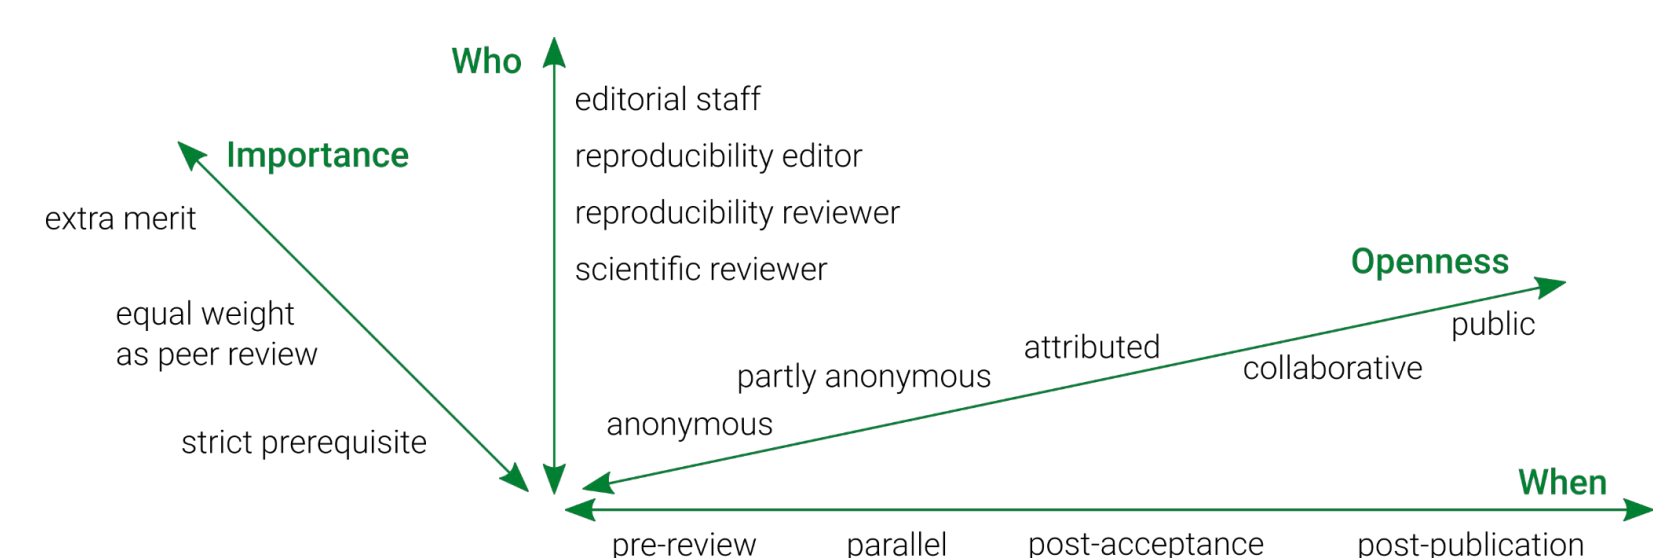 Who
editorial staff
reproducibility editor
reproducibility reviewer
scientific reviewer
Importance
extra merit
equal weight
as peer review
strict prerequisite
Openness
public
collaborative
attributed
partly anonymous
anonymous
When
pre-review
parallel
post-acceptance
post-publication